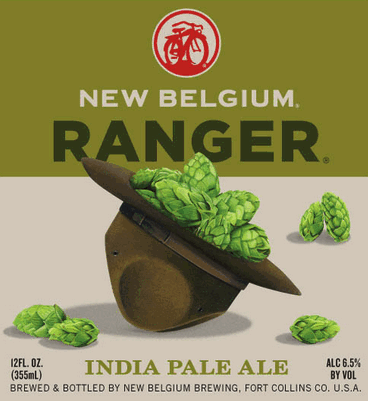 NEW BELGIUM®
RANGER®
12FL. OZ.
(355mL)
INDIA PALE ALE
ALC 6.5%
BY VOL
BREWED & BOTTLED BY NEW BELGIUM BREWING, FORT COLLINS CO. U.S.A.